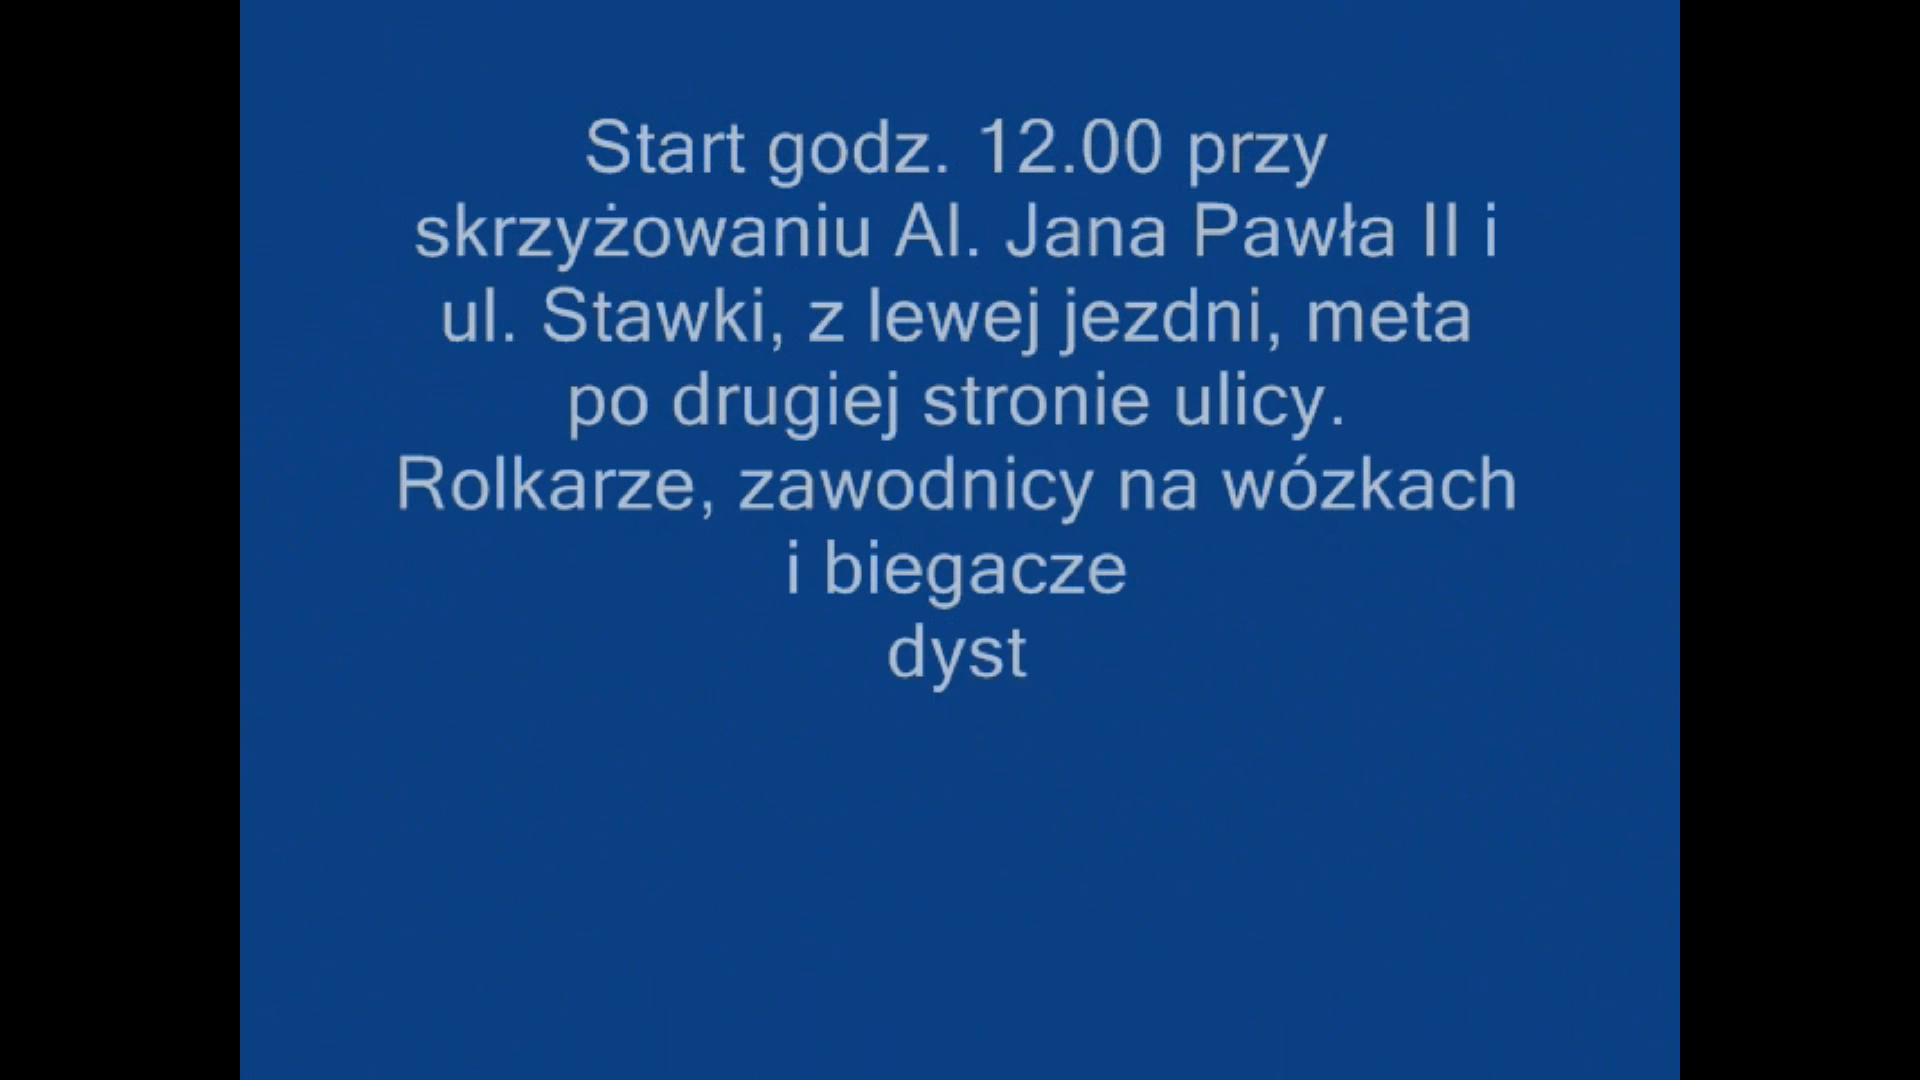 Start godz. 12.00 przy
skrzyżowaniu Al. Jana Pawła II i
ul. Stawki, z lewej jezdni, meta
po drugiej stronie ulicy.
Rolkarze, zawodnicy na wózkach
i biegacze
dyst